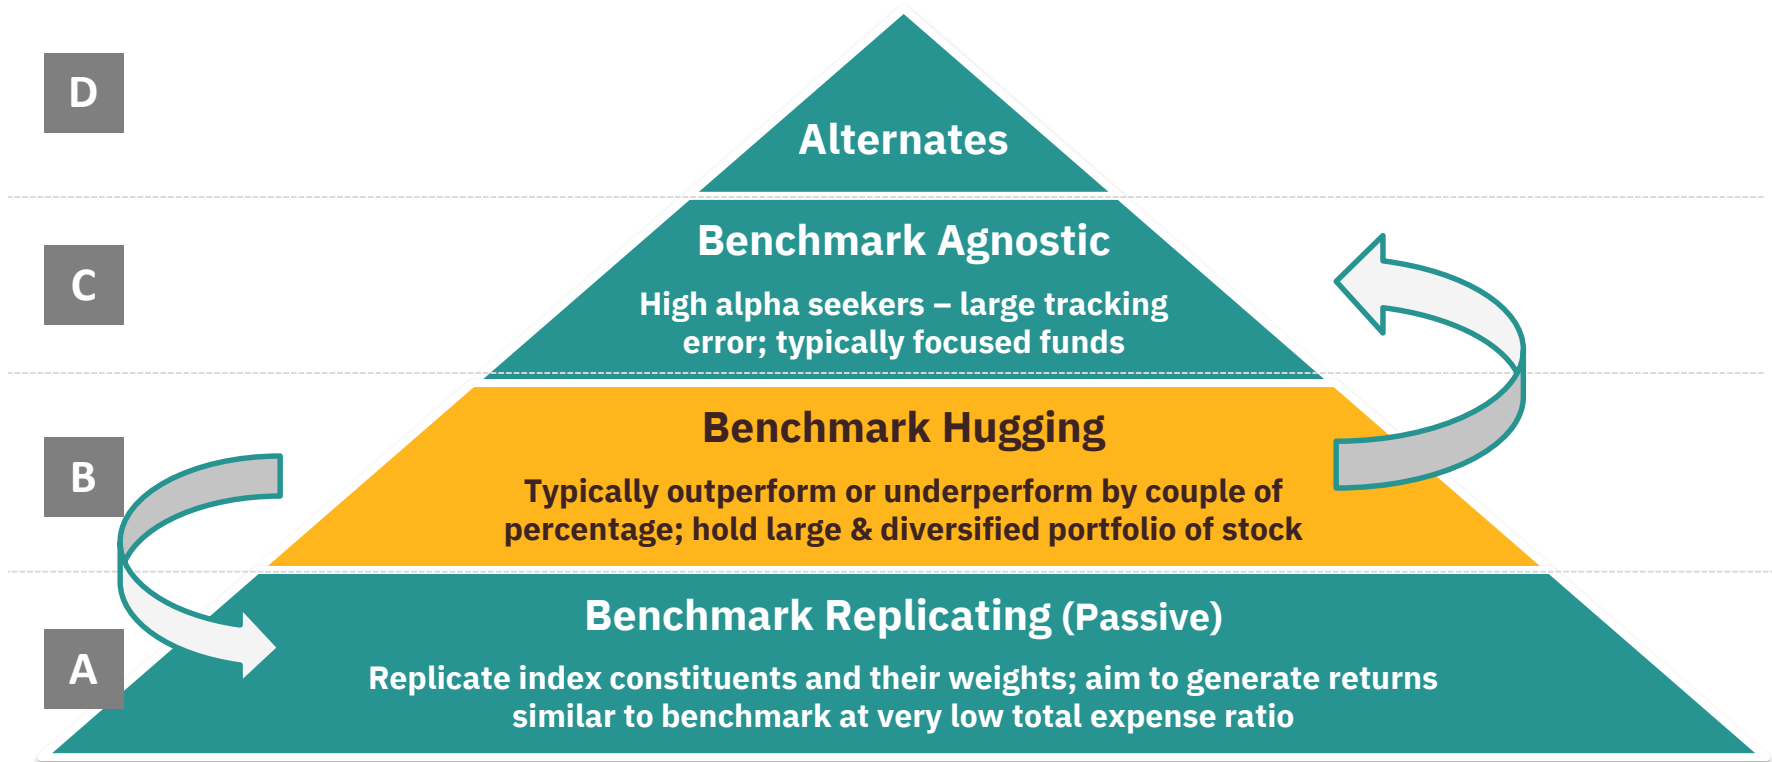 D
Alternates
C
Benchmark Agnostic
High alpha seekers – large tracking
error; typically focused funds
B
Benchmark Hugging
Typically outperform or underperform by couple of
percentage; hold large & diversified portfolio of stock
A
Benchmark Replicating (Passive)
Replicate index constituents and their weights; aim to generate returns
similar to benchmark at very low total expense ratio